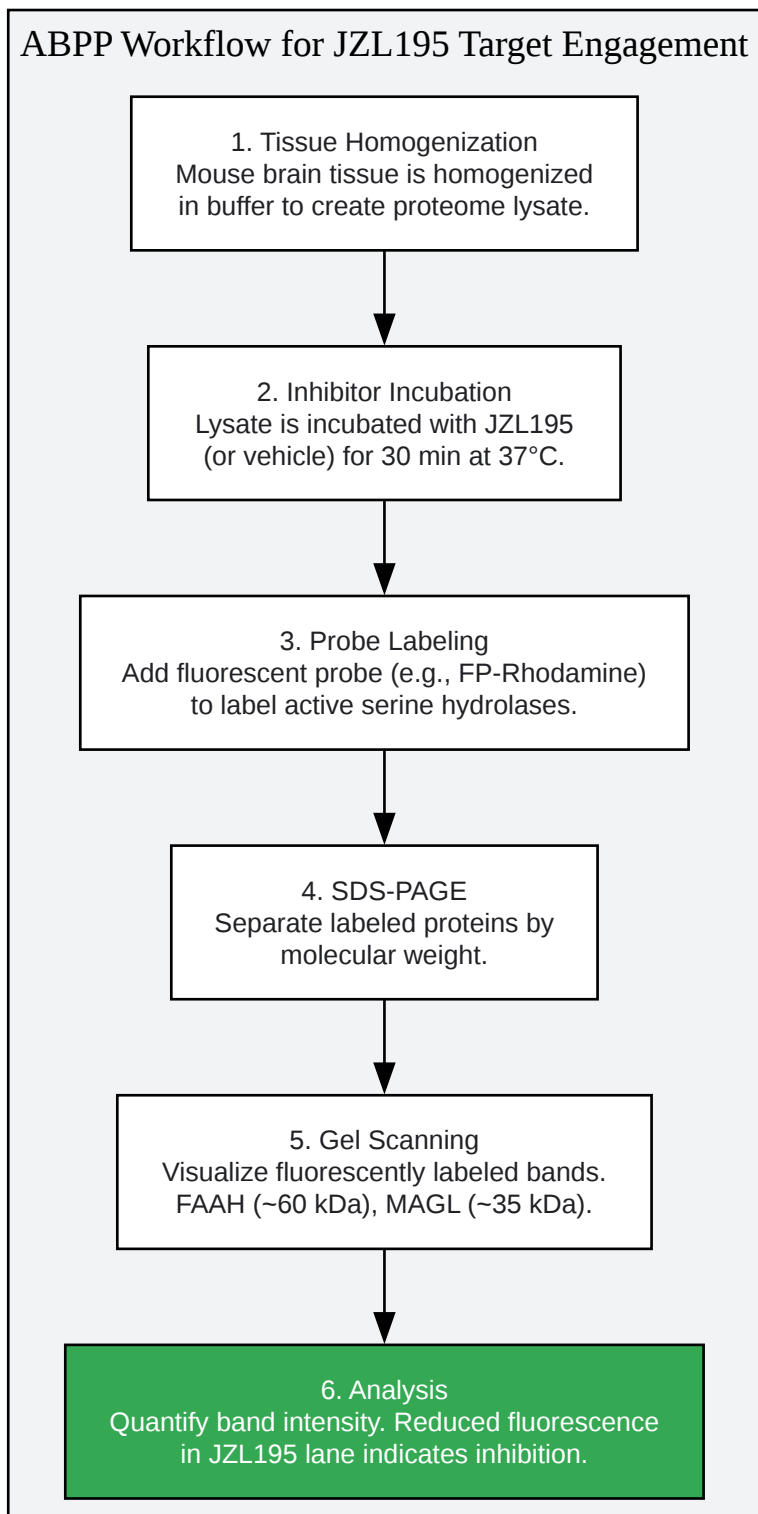 ABPP Workflow for JZL195 Target Engagement
1. Tissue Homogenization
Mouse brain tissue is homogenized
in buffer to create proteome lysate.
2. Inhibitor Incubation
Lysate is incubated with JZL195
(or vehicle) for 30 min at 37°C.
3. Probe Labeling
Add fluorescent probe (e.g., FP-Rhodamine)
to label active serine hydrolases.
4. SDS-PAGE
Separate labeled proteins by
molecular weight.
5. Gel Scanning
Visualize fluorescently labeled bands.
FAAH (~60 kDa), MAGL (~35 kDa).
6. Analysis
Quantify band intensity. Reduced fluorescence
in JZL195 lane indicates inhibition.